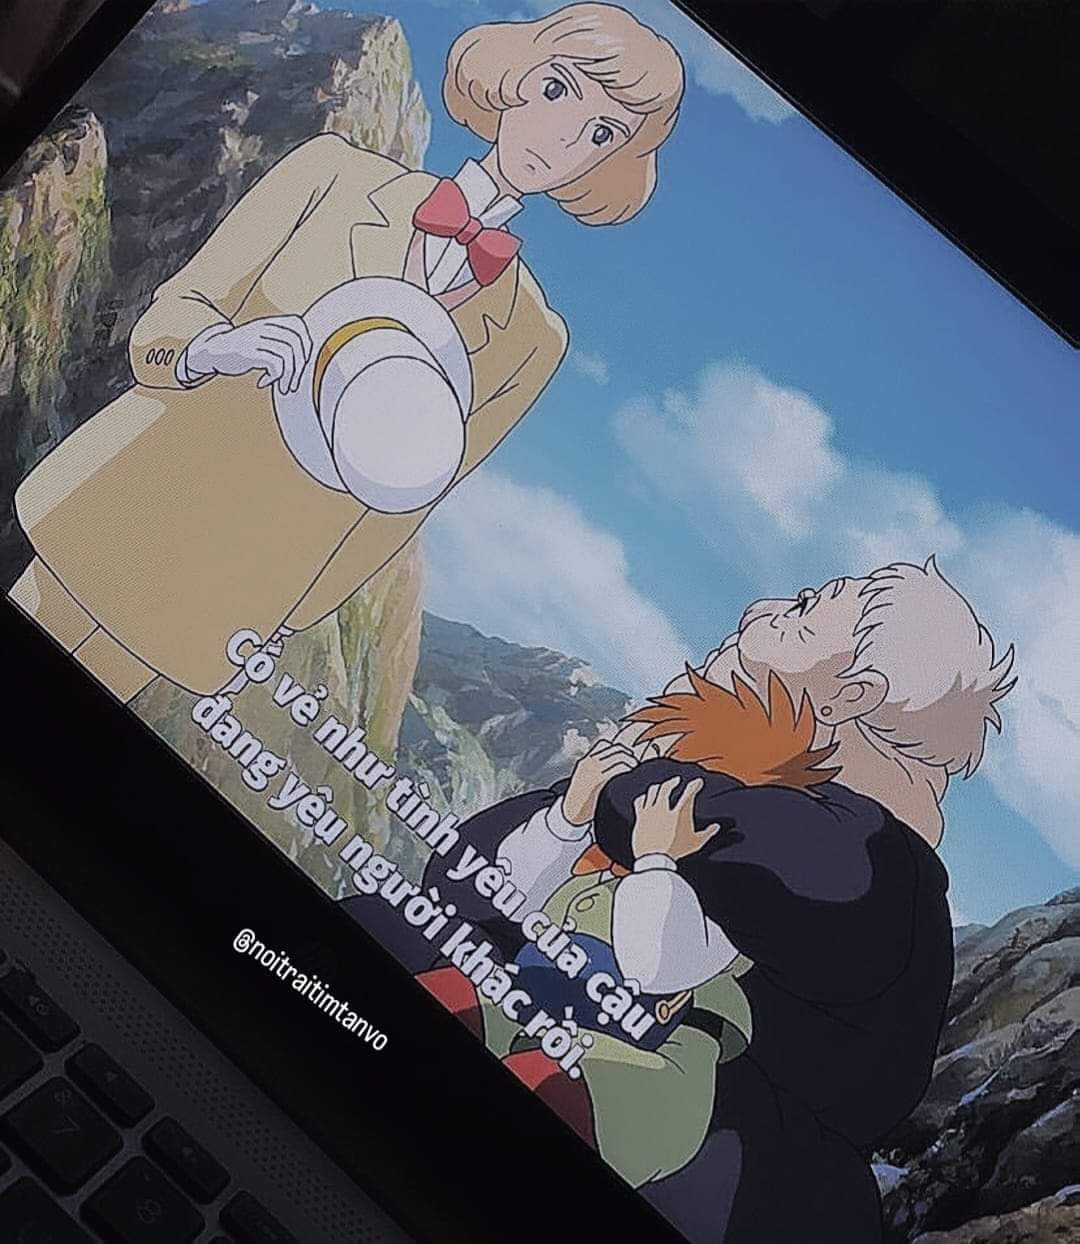 Có vẻ như tình yêu của cậu
đang yêu người khác rồi.
@noitraitimtanvo